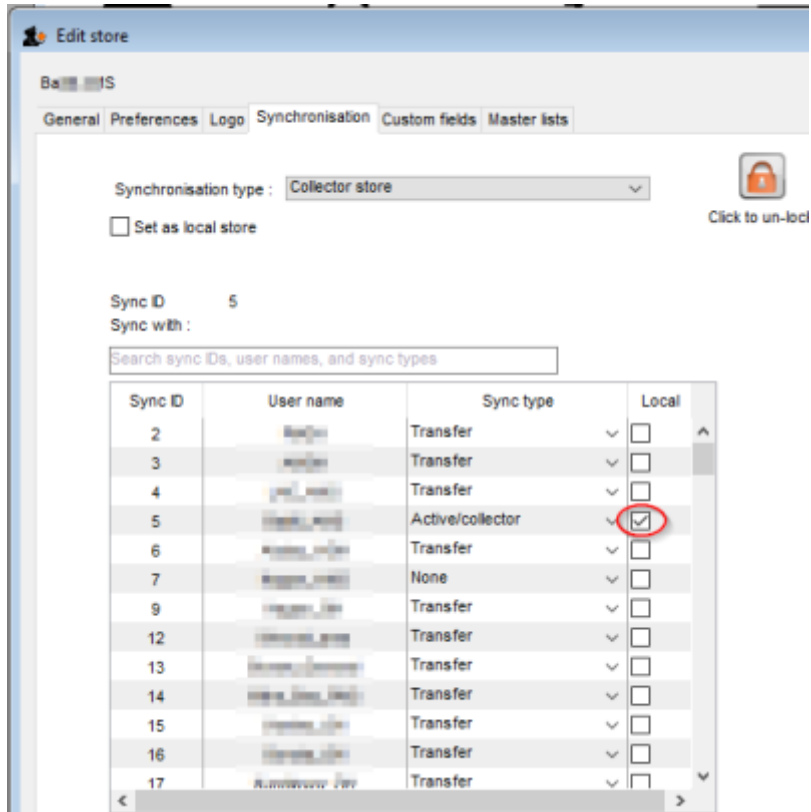 Edit store
General Preferences Logo Synchronisation Custom fields Master lists
Synchronisation type : Collector store
Click to un-lock
Set as local store
Sync ID 5
Sync with :
Search sync IDs, user names, and sync types
Sync ID User name Sync type Local
2 Transfer
3 Transfer
4 Transfer
5 Active/collector
6 Transfer
7 None
9 Transfer
12 Transfer
13 Transfer
14 Transfer
15 Transfer
16 Transfer
17 Transfer